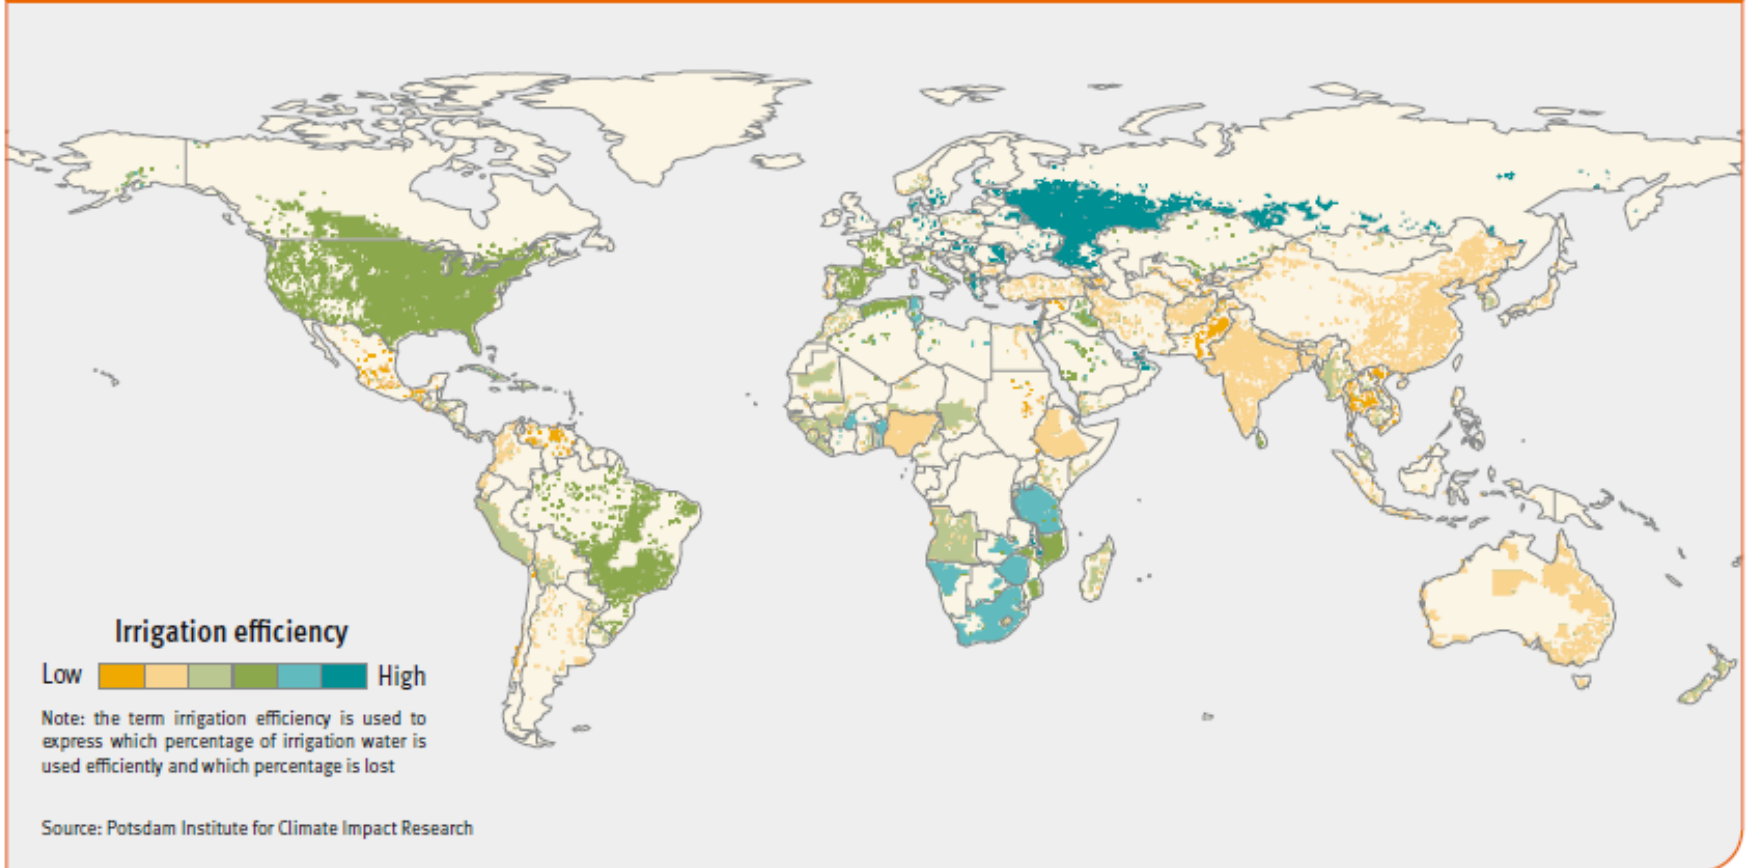 Irrigation efficiency
Low High
Note: the term irrigation efficiency is used to
express which percentage of irrigation water is
used efficiently and which percentage is lost
Source: Potsdam Institute for Climate Impact Research